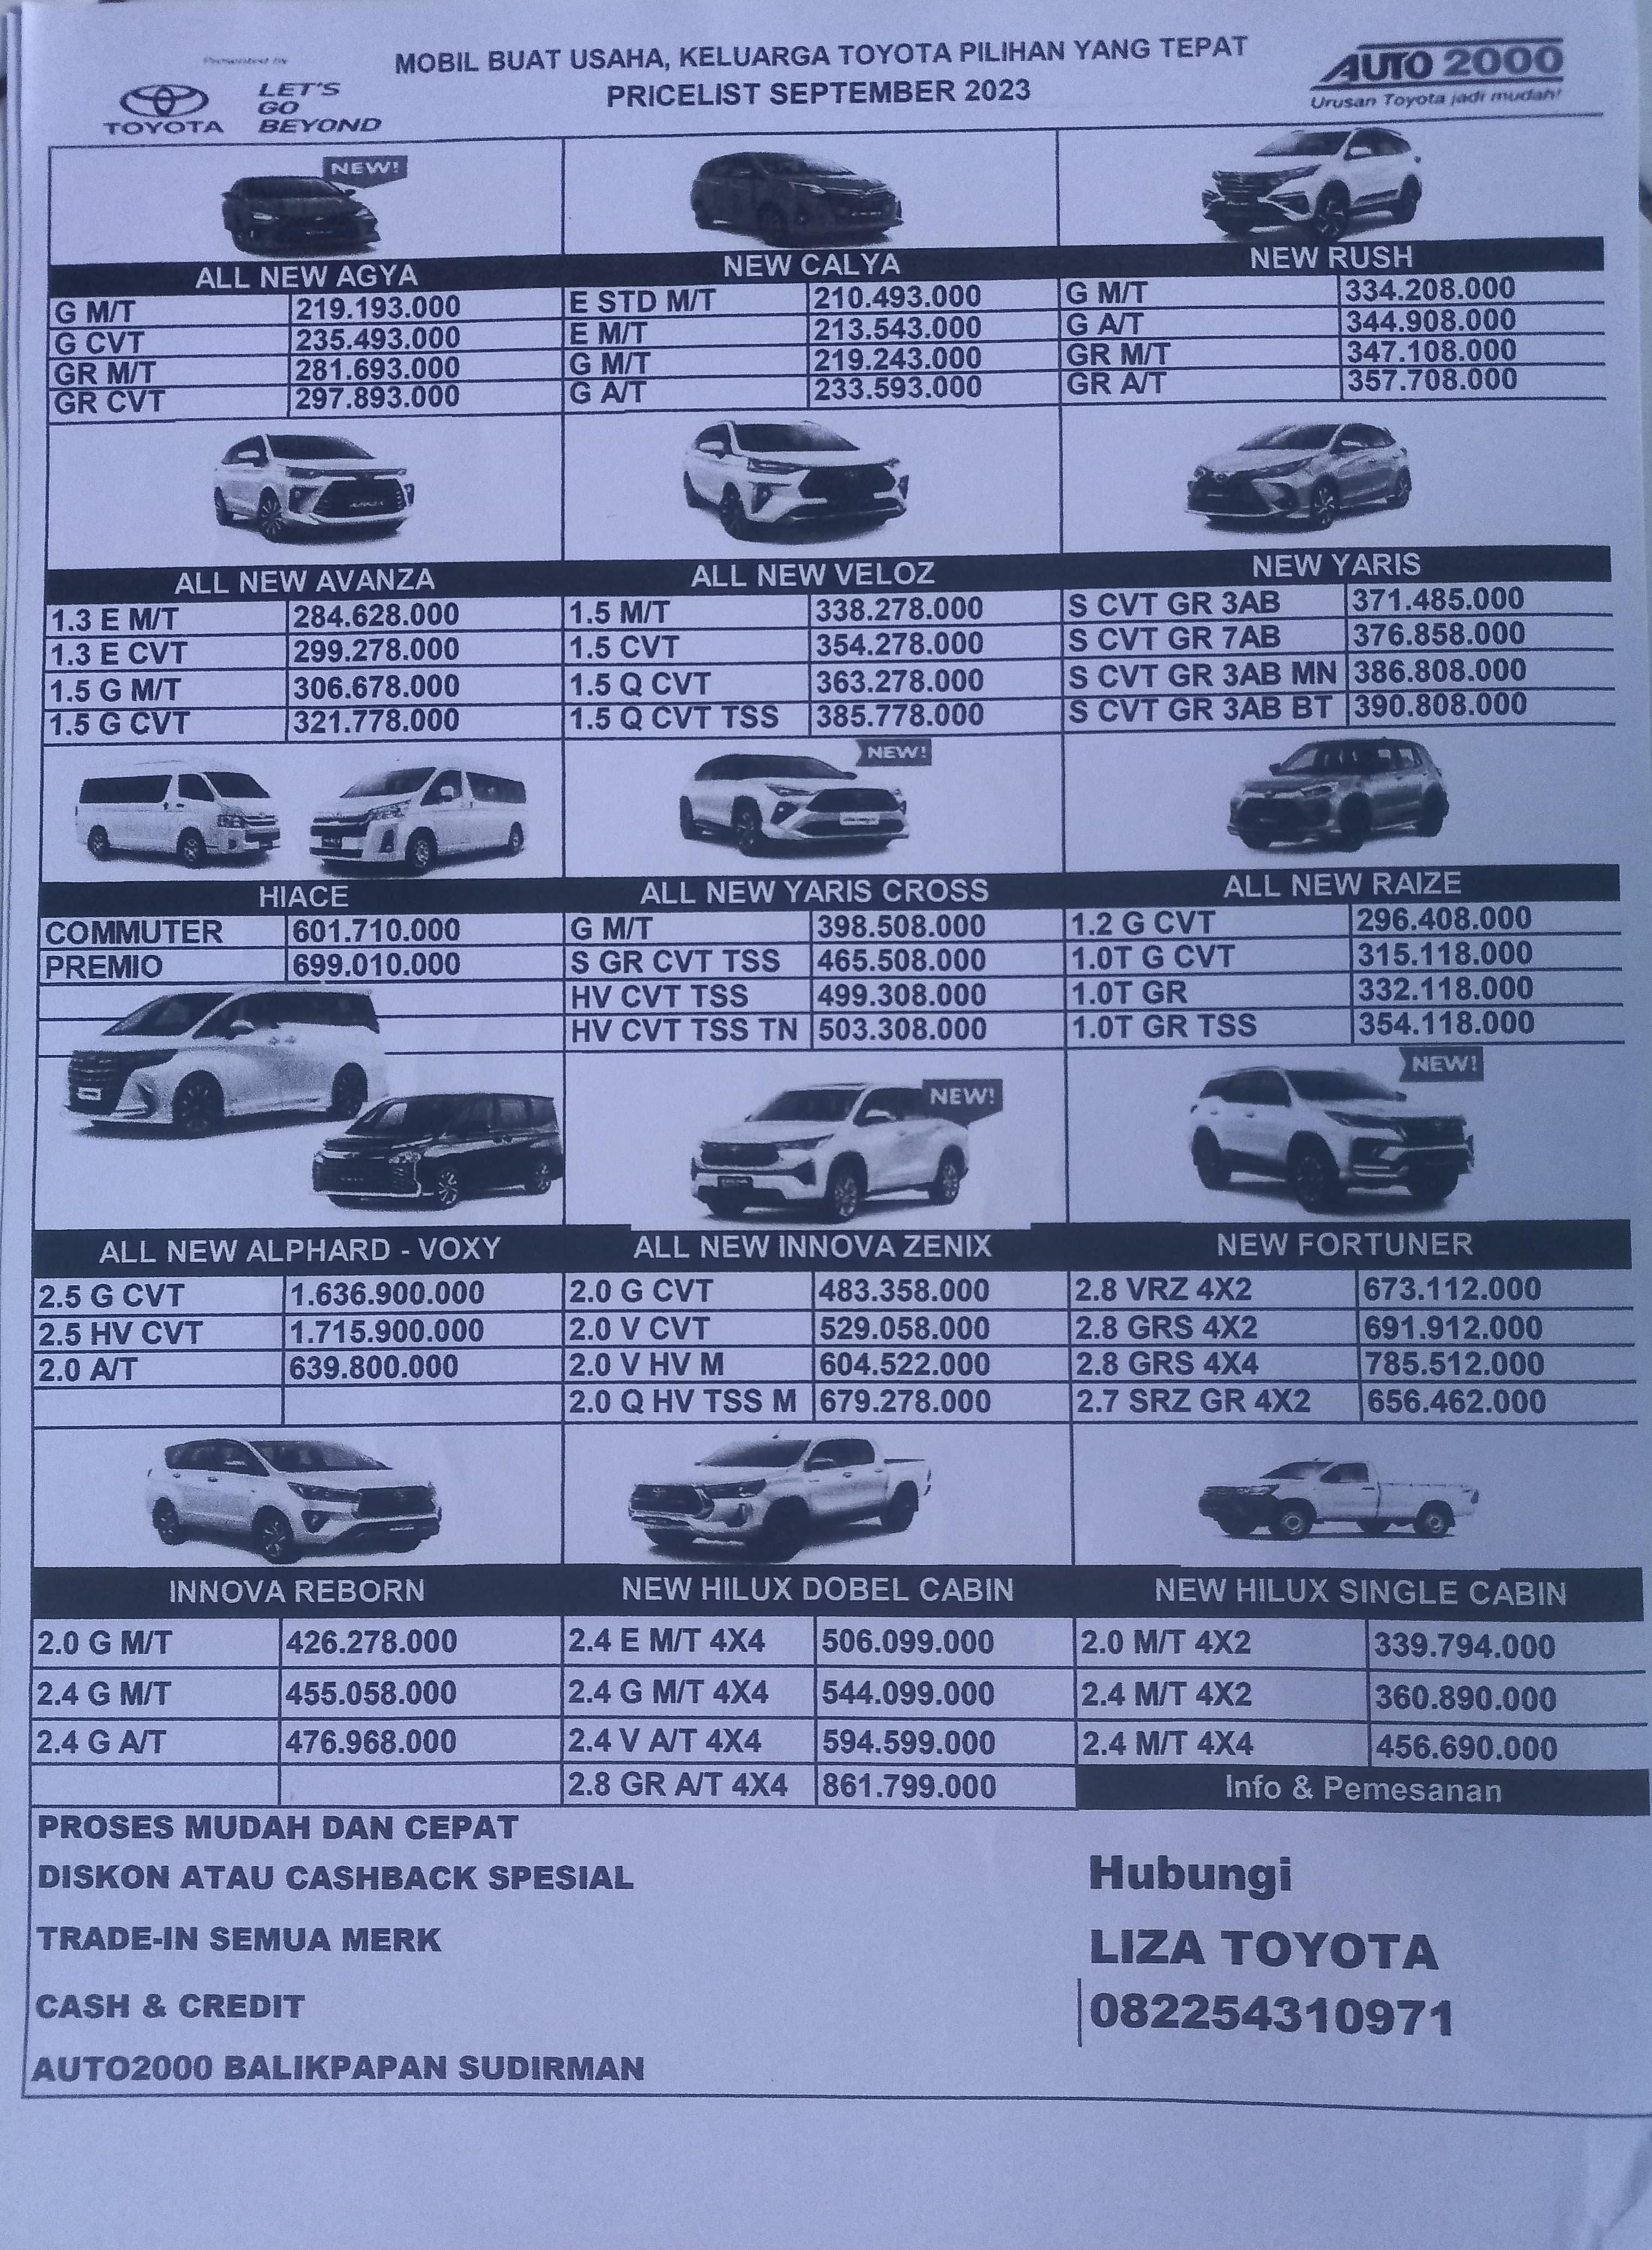 Presented by
TOYOTA
LET'S
GO
BEYOND
MOBIL BUAT USAHA, KELUARGA TOYOTA PILIHAN YANG TEPAT
PRICELIST SEPTEMBER 2023
AUTO 2000
Urusan Toyota jadi mudah!
NEW!
ALL NEW AGYA
G M/T 219.193.000
G CVT 235.493.000
GR M/T 281.693.000
GR CVT 297.893.000
NEW CALYA
E STD M/T 210.493.000
E M/T 213.543.000
G M/T 219.243.000
G A/T 233.593.000
NEW RUSH
G M/T 334.208.000
G A/T 344.908.000
GR M/T 347.108.000
GR A/T 357.708.000
ALL NEW AVANZA
1.3 E M/T 284.628.000
1.3 E CVT 299.278.000
1.5 G M/T 306.678.000
1.5 G CVT 321.778.000
ALL NEW VELOZ
1.5 M/T 338.278.000
1.5 CVT 354.278.000
1.5 Q CVT 363.278.000
1.5 Q CVT TSS 385.778.000
NEW YARIS
S CVT GR 3AB 371.485.000
S CVT GR 7AB 376.858.000
S CVT GR 3AB MN 386.808.000
S CVT GR 3AB BT 390.808.000
HIACE
COMMUTER 601.710.000
PREMIO 699.010.000
NEW!
ALL NEW YARIS CROSS
G M/T 398.508.000
S GR CVT TSS 465.508.000
HV CVT TSS 499.308.000
HV CVT TSS TN 503.308.000
ALL NEW RAIZE
1.2 G CVT 296.408.000
1.0T G CVT 315.118.000
1.0T GR 332.118.000
1.0T GR TSS 354.118.000
ALL NEW ALPHARD - VOXY
2.5 G CVT 1.636.900.000
2.5 HV CVT 1.715.900.000
2.0 A/T 639.800.000
NEW!
ALL NEW INNOVA ZENIX
2.0 G CVT 483.358.000
2.0 V CVT 529.058.000
2.0 V HV M 604.522.000
2.0 Q HV TSS M 679.278.000
NEW!
NEW FORTUNER
2.8 VRZ 4X2 673.112.000
2.8 GRS 4X2 691.912.000
2.8 GRS 4X4 785.512.000
2.7 SRZ GR 4X2 656.462.000
INNOVA REBORN
2.0 G M/T 426.278.000
2.4 G M/T 455.058.000
2.4 G A/T 476.968.000
NEW HILUX DOBEL CABIN
2.4 E M/T 4X4 506.099.000
2.4 G M/T 4X4 544.099.000
2.4 V A/T 4X4 594.599.000
2.8 GR A/T 4X4 861.799.000
NEW HILUX SINGLE CABIN
2.0 M/T 4X2 339.794.000
2.4 M/T 4X2 360.890.000
2.4 M/T 4X4 456.690.000
Info & Pemesanan
PROSES MUDAH DAN CEPAT
DISKON ATAU CASHBACK SPESIAL
TRADE-IN SEMUA MERK
CASH & CREDIT
AUTO2000 BALIKPAPAN SUDIRMAN
Hubungi
LIZA TOYOTA
082254310971